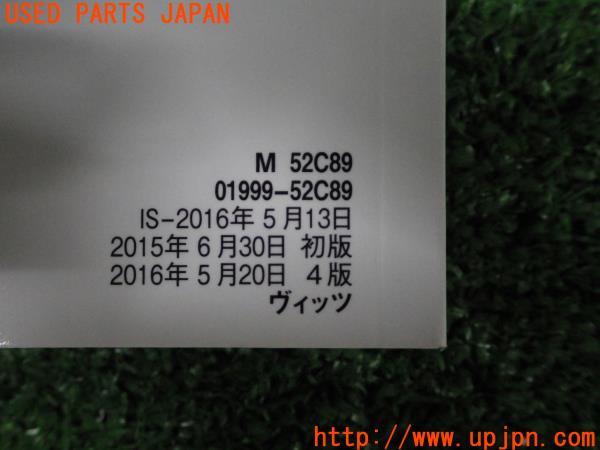 USED PARTS JAPAN
M 52C89
01999-52C89
IS-2016年 5月13日
2015年 6月30日 初版
2016年 5月20日 4版
ヴィッツ
http://www.upjpn.com